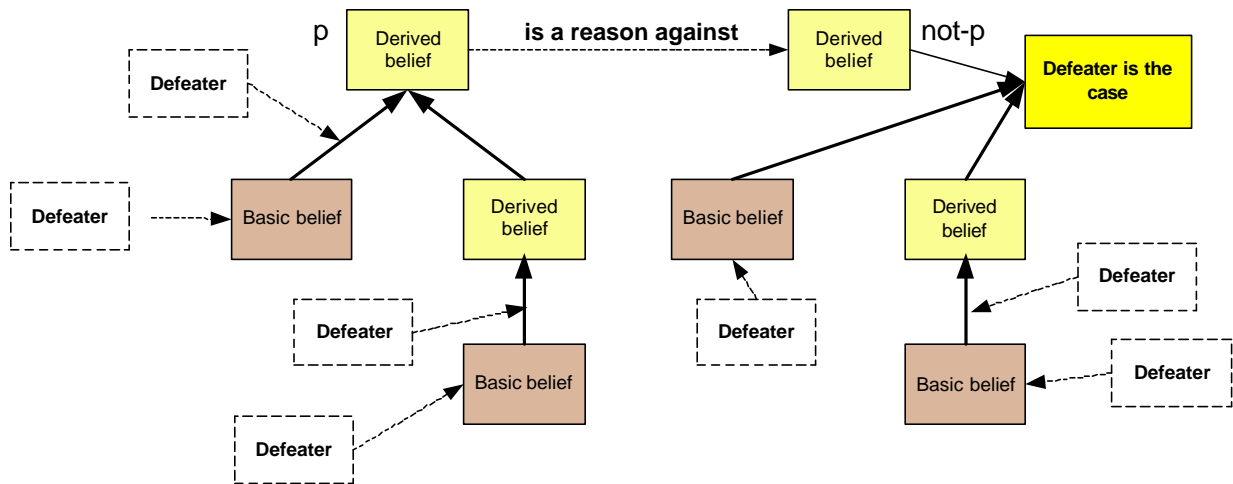 p
Derived
belief
is a reason against
Derived
belief
not-p
Defeater is the
case
Defeater
Defeater
Basic belief
Derived
belief
Basic belief
Derived
belief
Defeater
Defeater
Defeater
Basic belief
Defeater
Basic belief
Defeater
Defeater